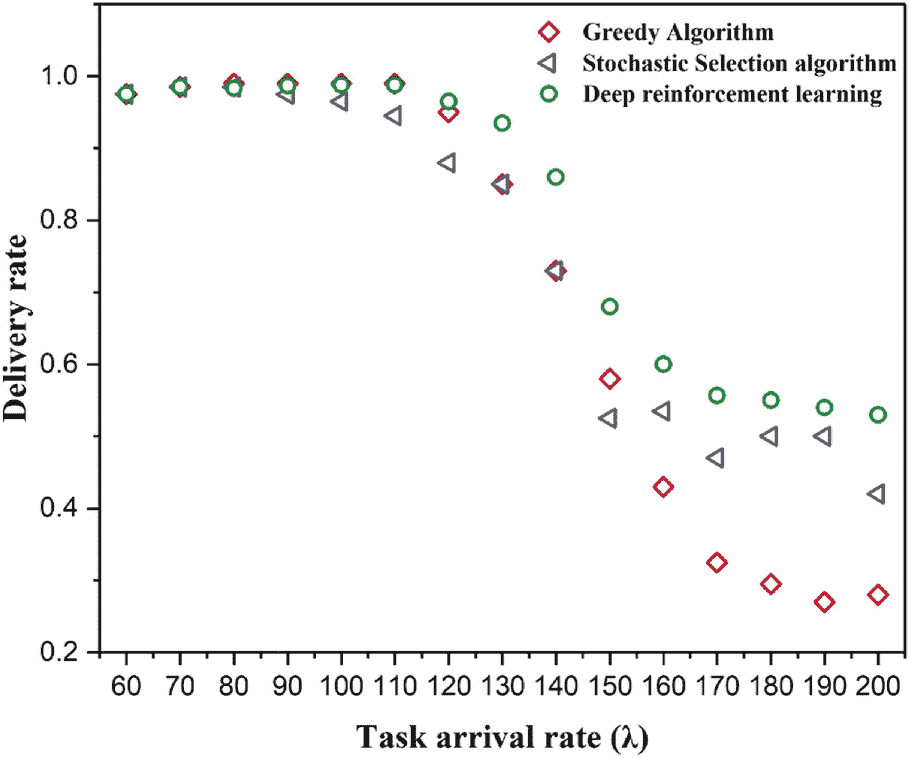 Greedy Algorithm
Stochastic Selection algorithm
Deep reinforcement learning
1.0
0.8
0.6
0.4
0.2
Delivery rate
60 70 80 90 100 110 120 130 140 150 160 170 180 190 200
Task arrival rate (λ)